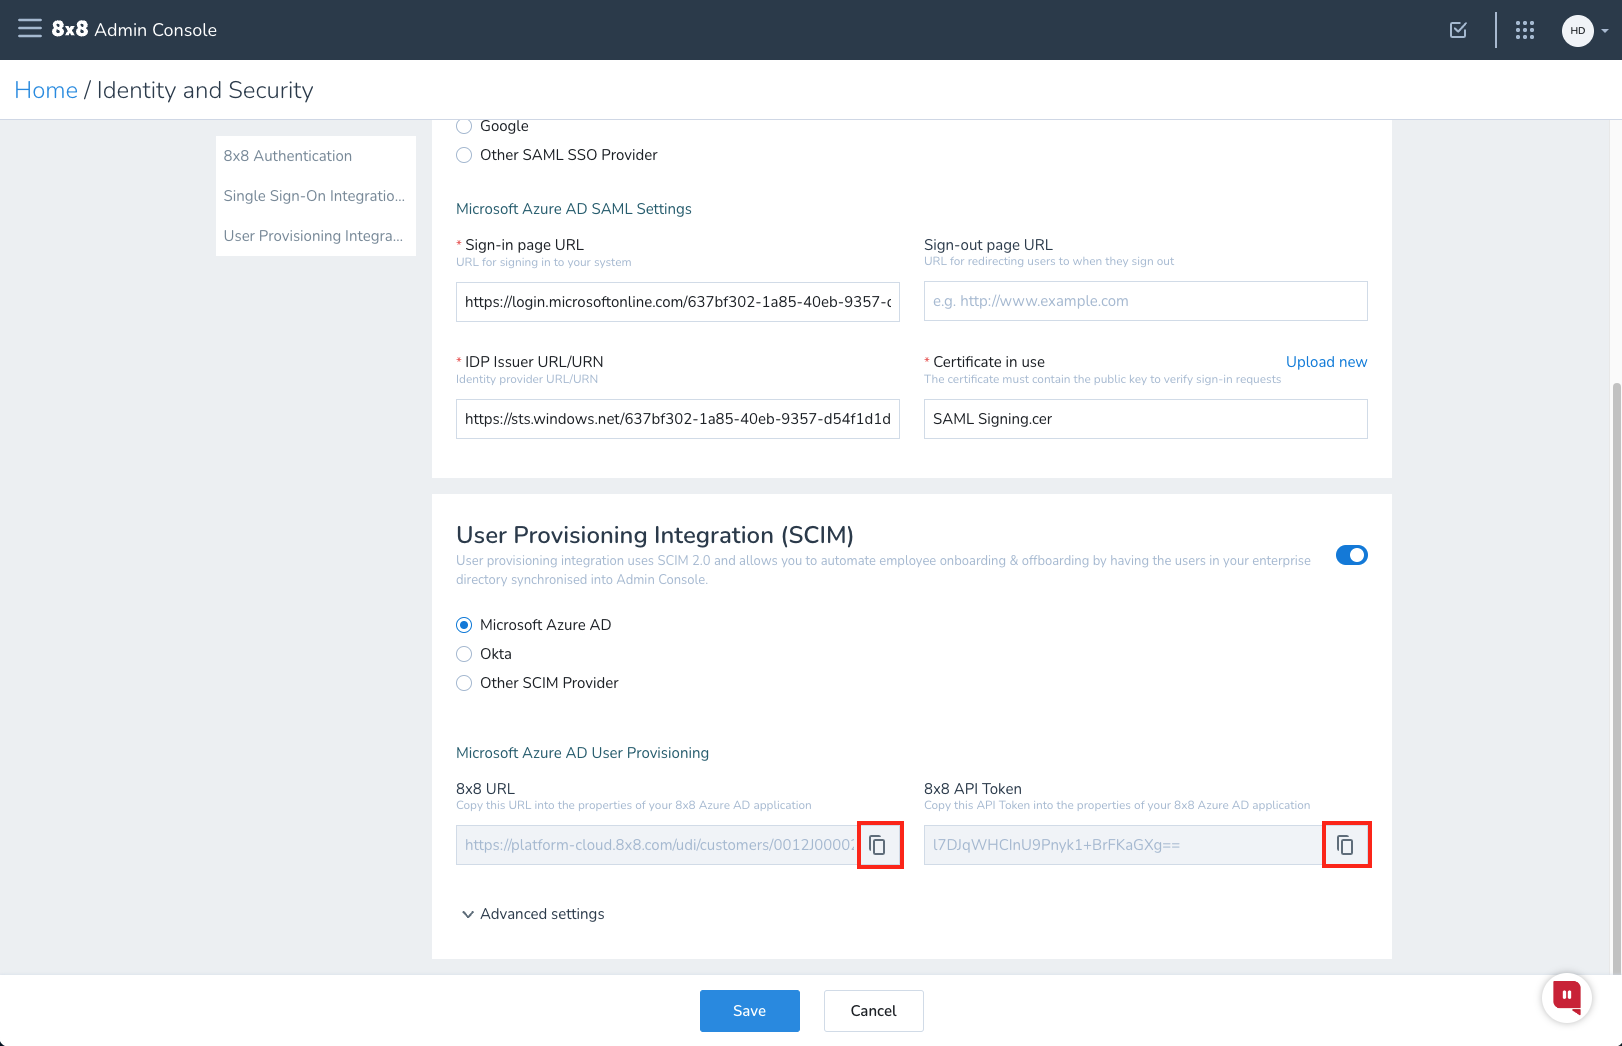 8x8 Admin Console
HD
Home / Identity and Security
8x8 Authentication
Single Sign-On Integratio...
User Provisioning Integra...
Google
Other SAML SSO Provider
Microsoft Azure AD SAML Settings
* Sign-in page URL
URL for signing in to your system
https://login.microsoftonline.com/637bf302-1a85-40eb-9357-c
Sign-out page URL
URL for redirecting users to when they sign out
e.g. http://www.example.com
* IDP Issuer URL/URN
Identity provider URL/URN
https://sts.windows.net/637bf302-1a85-40eb-9357-d54f1d1d
* Certificate in use
Upload new
The certificate must contain the public key to verify sign-in requests
SAML Signing.cer
User Provisioning Integration (SCIM)
User provisioning integration uses SCIM 2.0 and allows you to automate employee onboarding & offboarding by having the users in your enterprise
directory synchronised into Admin Console.
Microsoft Azure AD
Okta
Other SCIM Provider
Microsoft Azure AD User Provisioning
8x8 URL
Copy this URL into the properties of your 8x8 Azure AD application
https://platform-cloud.8x8.com/udi/customers/0012J00002
8x8 API Token
Copy this API Token into the properties of your 8x8 Azure AD application
l7DJqWHCInU9Pnyk1+BrFKaGXg==
Advanced settings
Save
Cancel